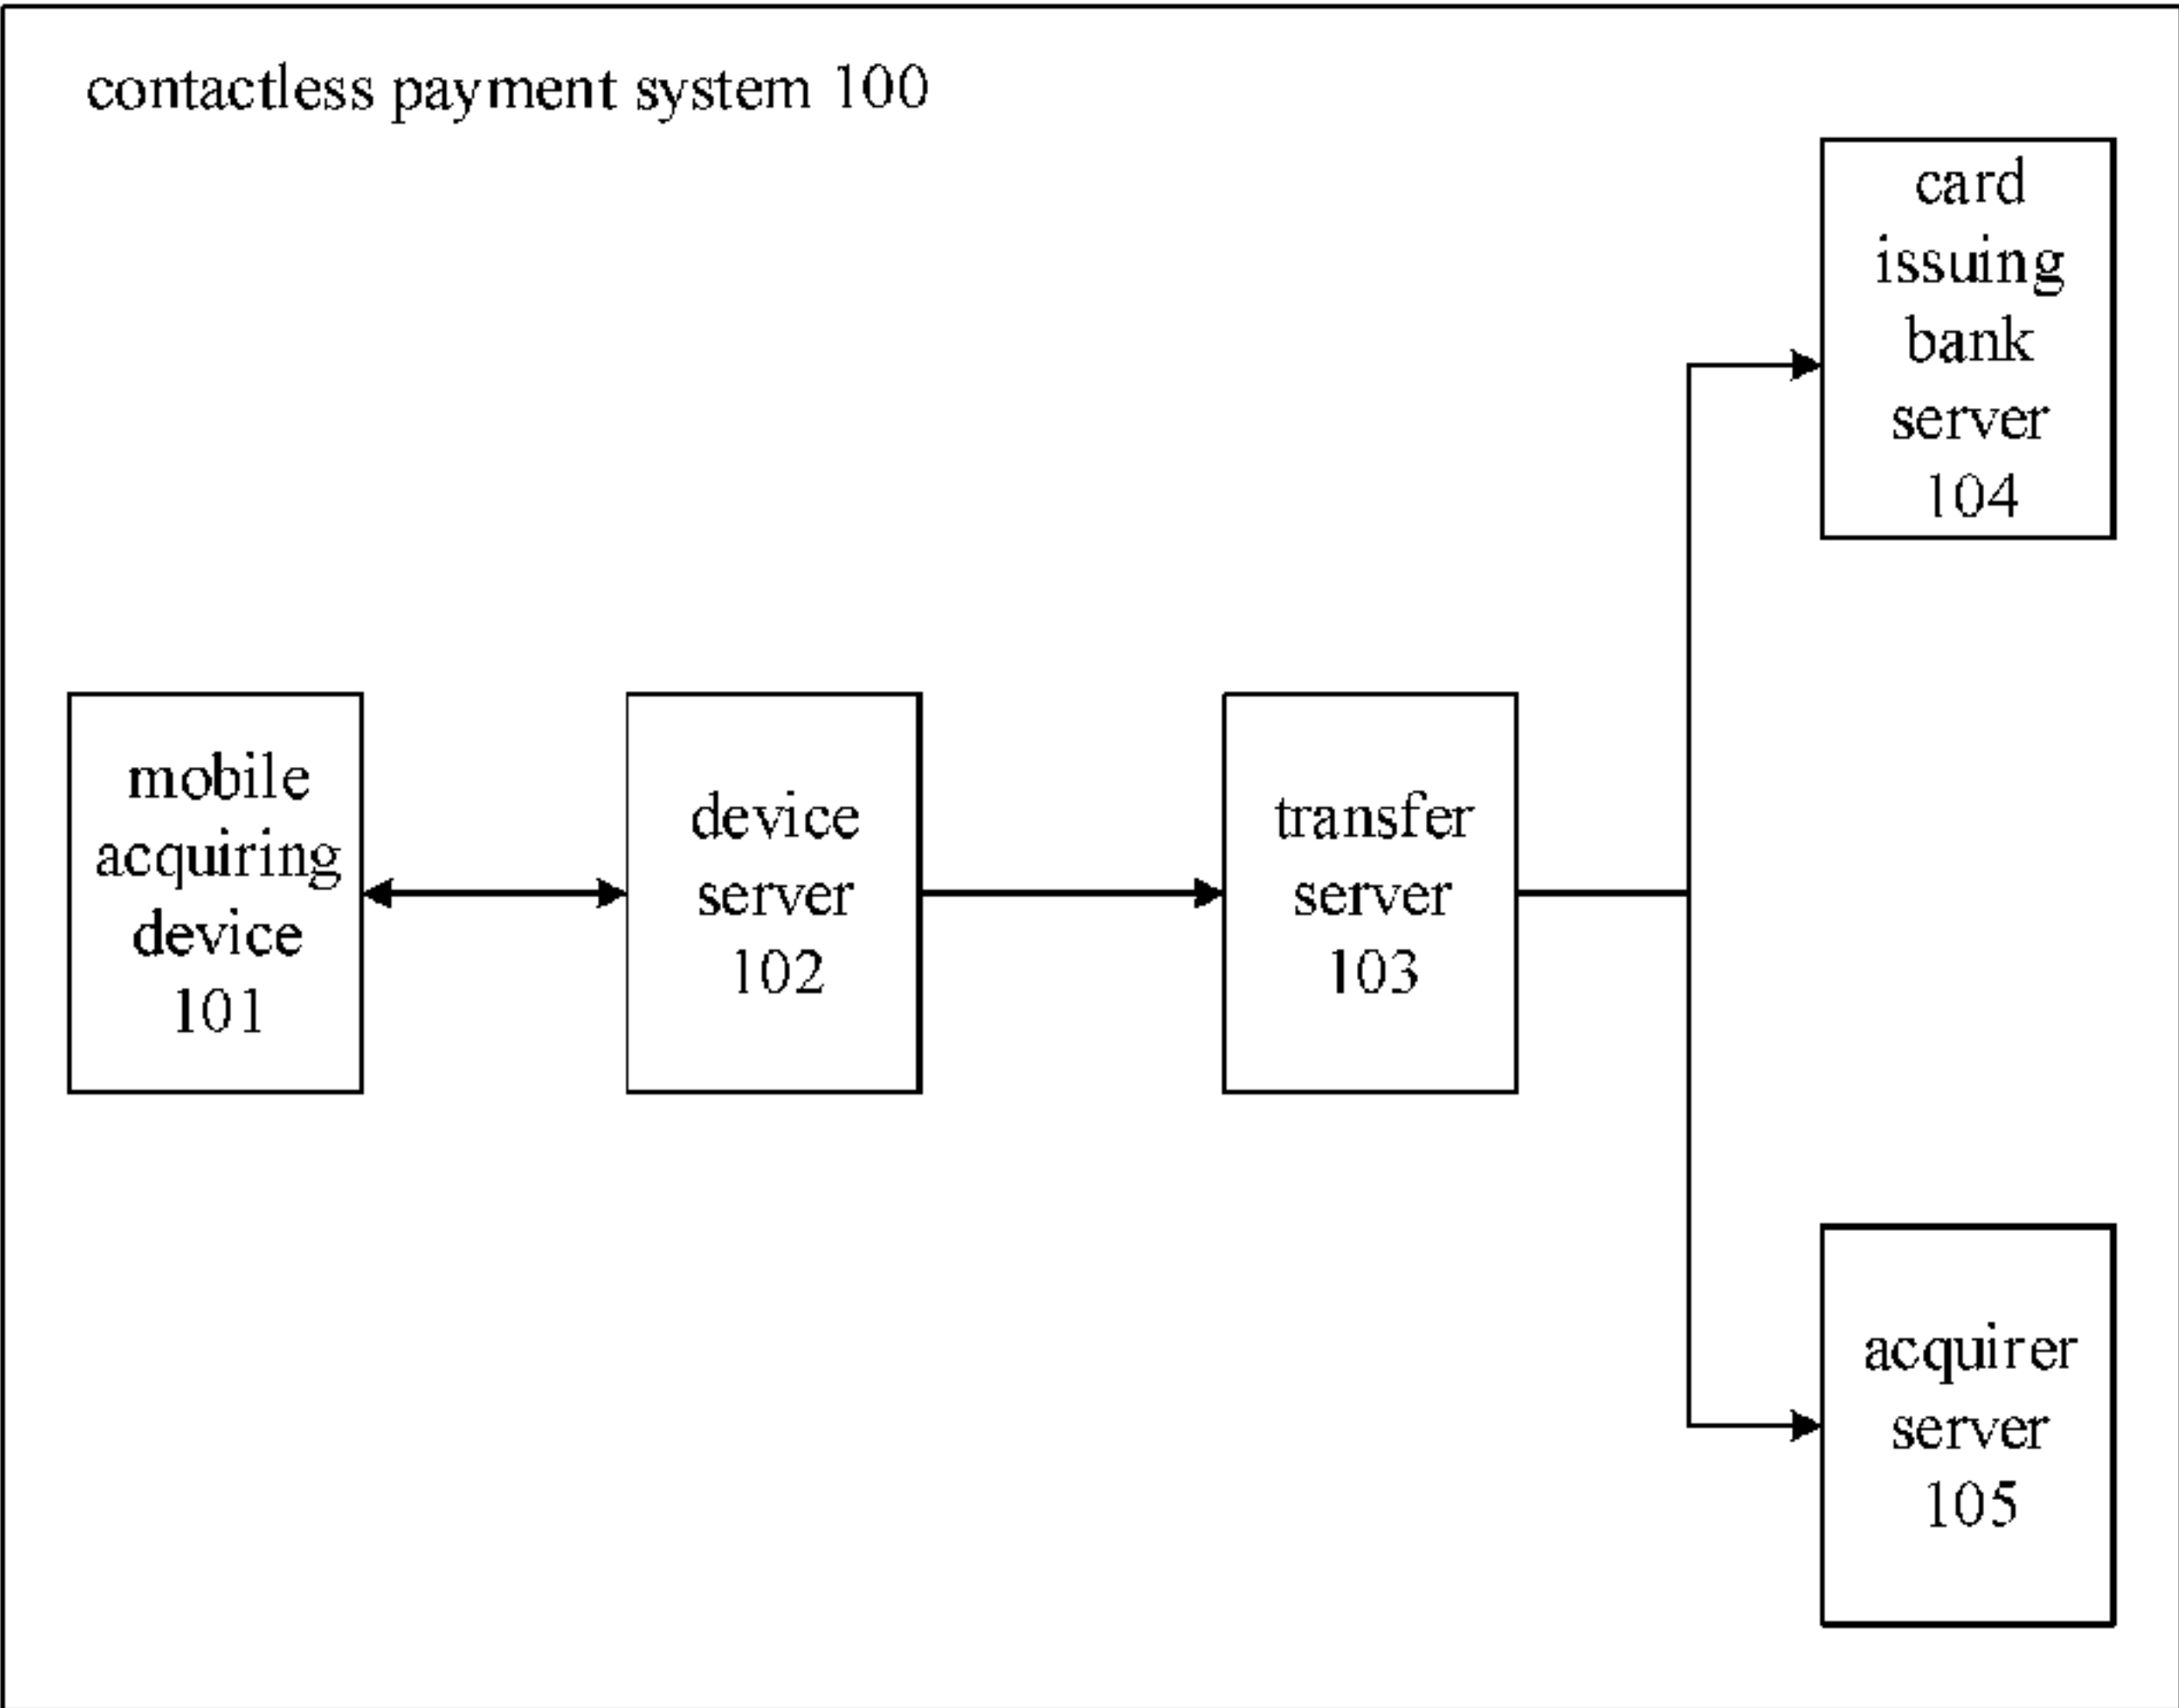 contactless payment system 100
card
issuing
bank
server
104
mobile
acquiring
device
101
device
server
102
transfer
server
103
acquirer
server
105